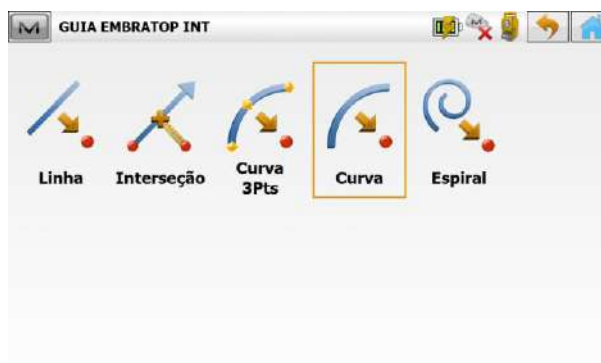 M GUIA EMBRATOP INT
Linha
Interseção
Curva
3Pts
Curva
Espiral